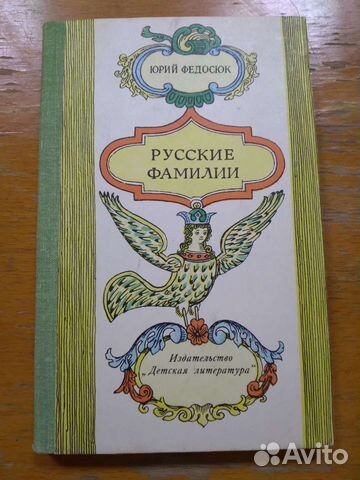 ЮРИЙ ФЕДОСЮК
РУССКИЕ
ФАМИЛИИ
Издательство
„Детская литература“
Avito